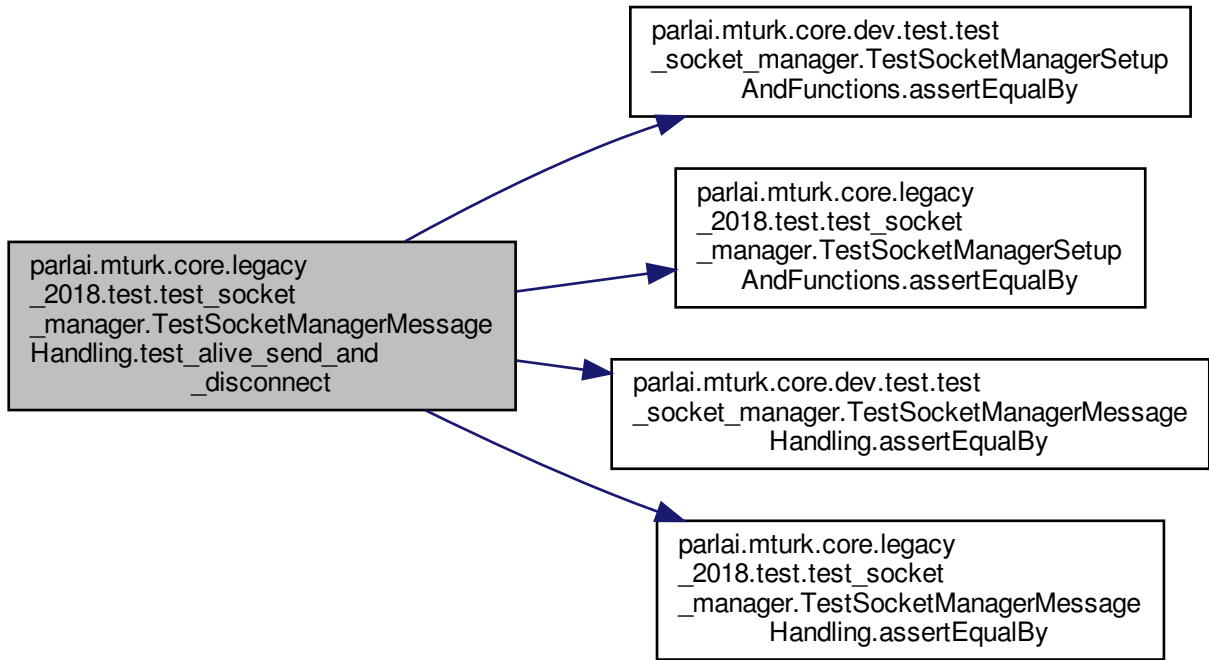 parlai.mturk.core.legacy
_2018.test.test_socket
_manager.TestSocketManagerMessage
Handling.test_alive_send_and
_disconnect
parlai.mturk.core.dev.test.test
_socket_manager.TestSocketManagerSetup
AndFunctions.assertEqualBy
parlai.mturk.core.legacy
_2018.test.test_socket
_manager.TestSocketManagerSetup
AndFunctions.assertEqualBy
parlai.mturk.core.dev.test.test
_socket_manager.TestSocketManagerMessage
Handling.assertEqualBy
parlai.mturk.core.legacy
_2018.test.test_socket
_manager.TestSocketManagerMessage
Handling.assertEqualBy